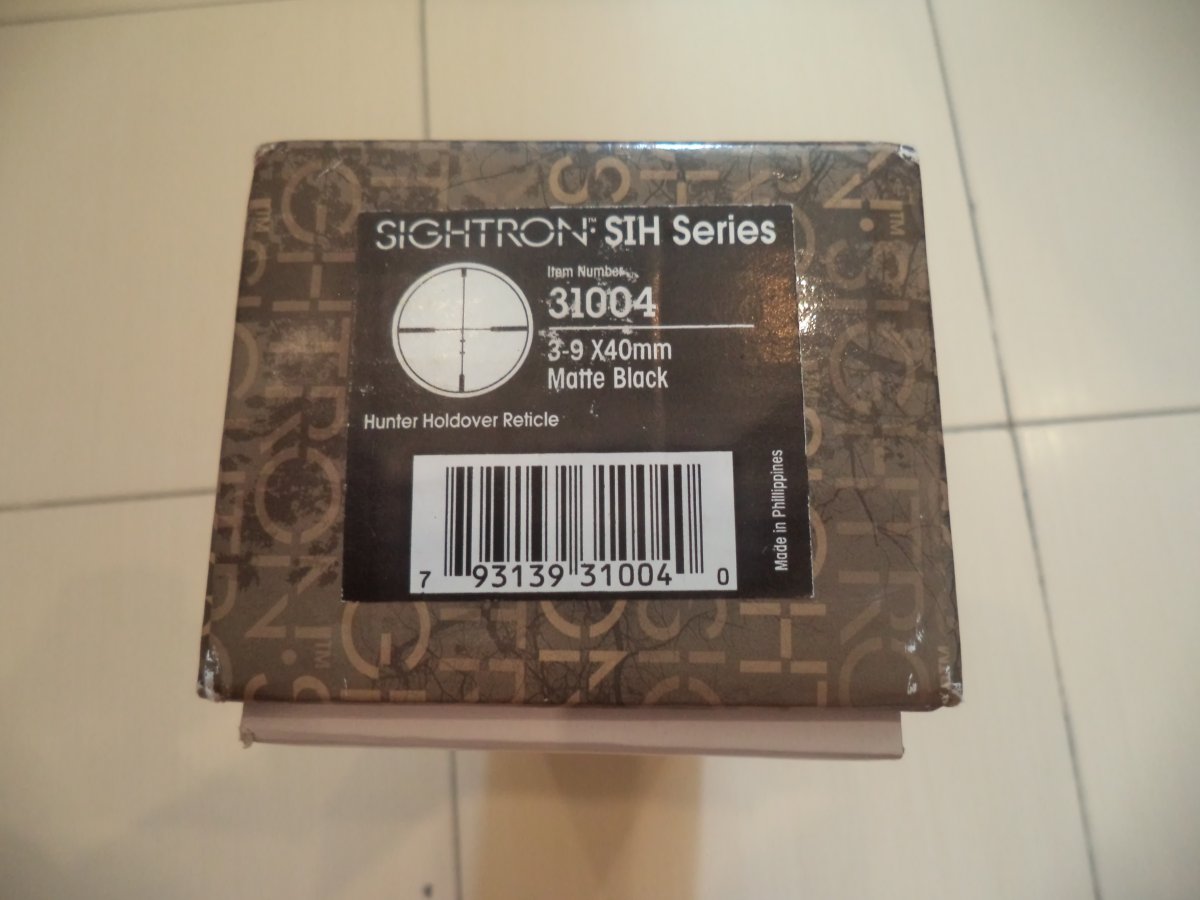 SIGHTRON™ SIH Series
Item Number
31004
3-9 X40mm
Matte Black
Hunter Holdover Reticle
Made in Phillippines
7 93139 31004 0